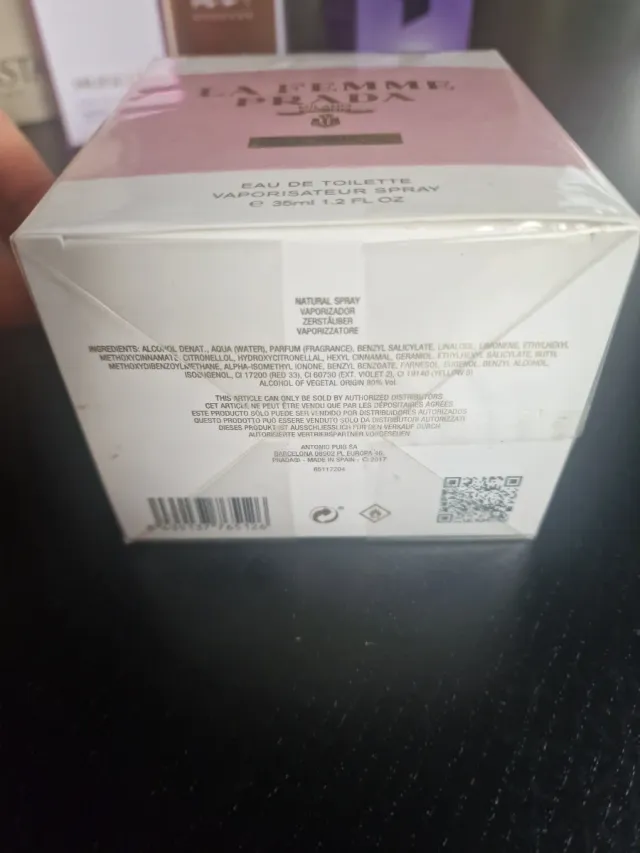 LA FEMME
PRADA
EAU DE TOILETTE
VAPORISATEUR SPRAY
e 35ml 1.2 FL OZ
NATURAL SPRAY
VAPORIZADOR
ZERSTÄUBER
VAPORIZZATORE
INGREDIENTS: ALCOHOL DENAT., AQUA (WATER), PARFUM (FRAGRANCE), BENZYL SALICYLATE, LINALOOL, LIMONENE, ETHYLHEXYL
METHOXYCINNAMATE, CITRONELLOL, HYDROXYCITRONELLAL, HEXYL CINNAMAL, GERANIOL, ETHYLHEXYL SALICYLATE, BUTYL
METHOXYDIBENZOYLMETHANE, ALPHA-ISOMETHYL IONONE, BENZYL BENZOATE, FARNESOL, EUGENOL, BENZYL ALCOHOL,
ISOEUGENOL, CI 17200 (RED 33), CI 60730 (EXT. VIOLET 2), CI 19140 (YELLOW 5)
ALCOHOL OF VEGETAL ORIGIN 80% Vol.
THIS ARTICLE CAN ONLY BE SOLD BY AUTHORIZED DISTRIBUTORS
CET ARTICLE NE PEUT ÊTRE VENDU QUE PAR LES DÉPOSITAIRES AGRÉÉS
ESTE PRODUCTO SOLO PUEDE SER VENDIDO POR DISTRIBUIDORES AUTORIZADOS
QUESTO PRODOTTO PUÒ ESSERE VENDUTO SOLO DA DISTRIBUTORI AUTORIZZATI
DIESES PRODUKT IST AUSSCHLIESSLICH FÜR DEN VERKAUF DURCH
AUTORISIERTE VERTRIEBSPARTNER VORGESEHEN
ANTONIO PUIG SA
BARCELONA 08902 PL EUROPA 46
MADE IN SPAIN - © 2017